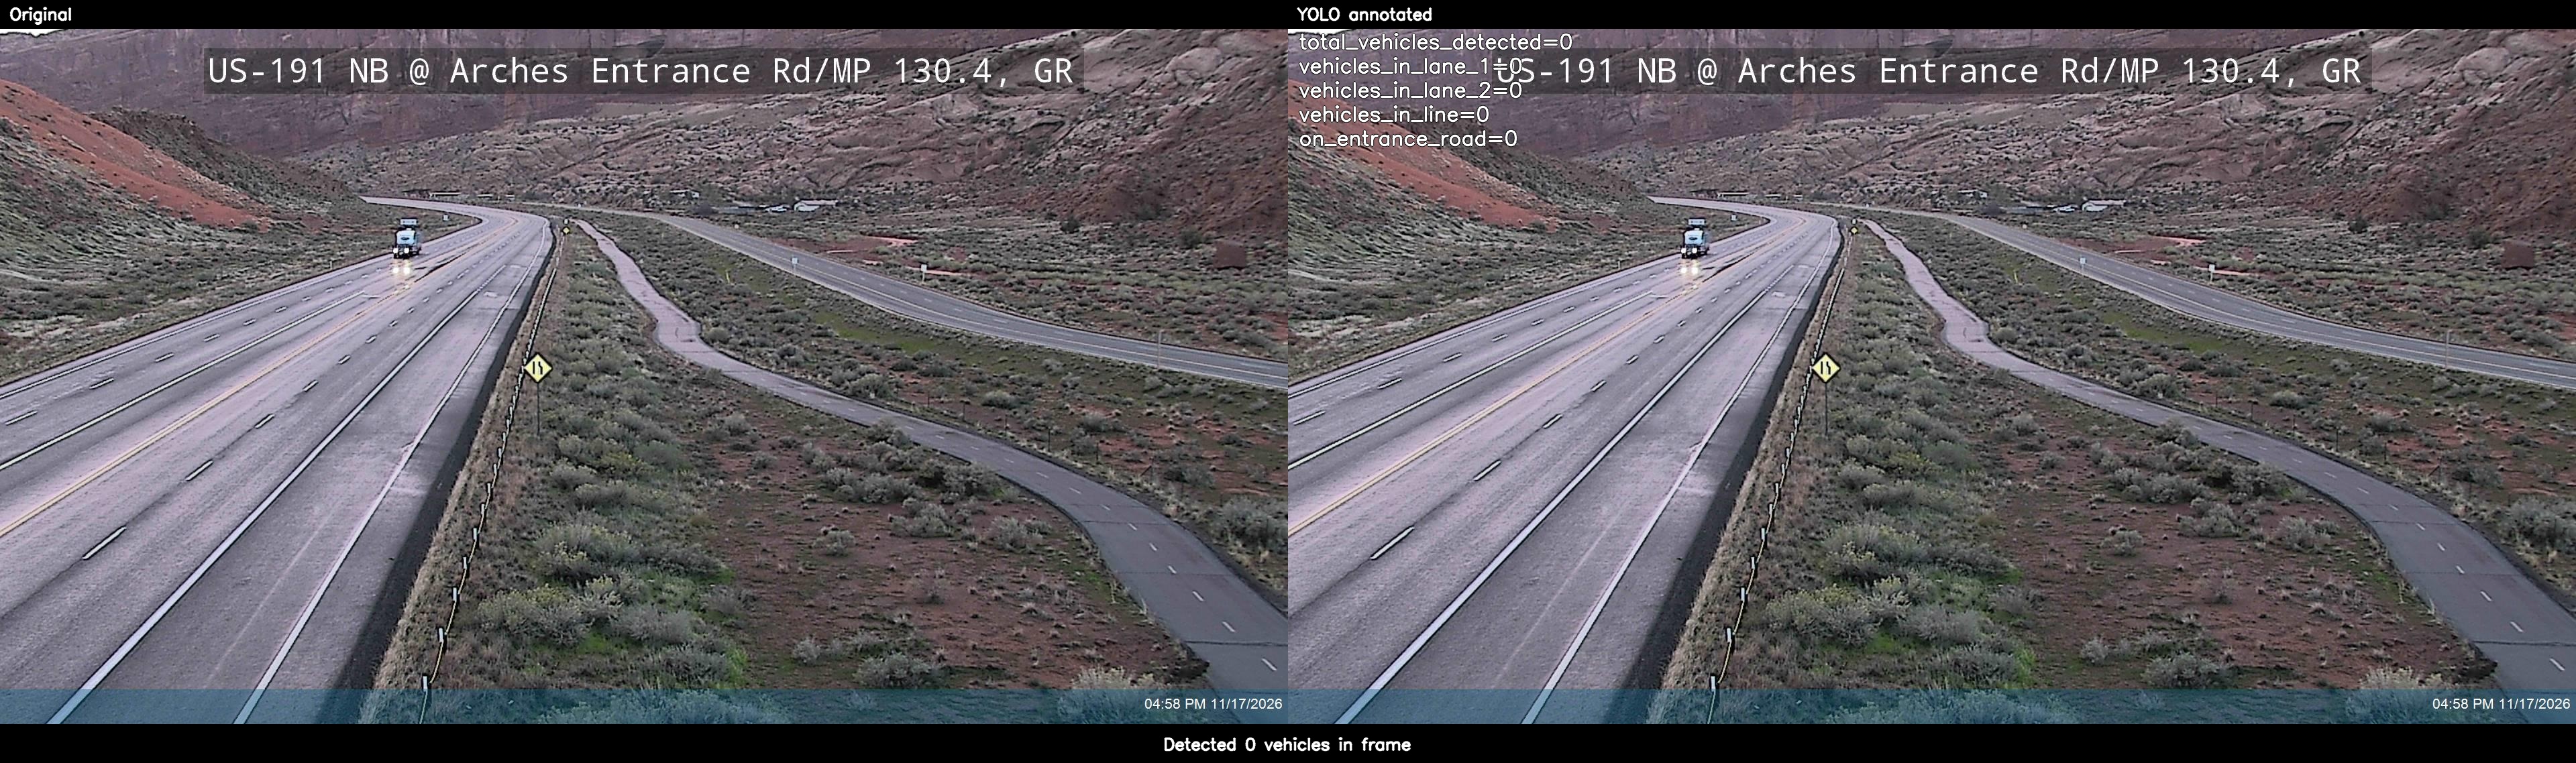 Original
US-191 NB @ Arches Entrance Rd/MP 130.4, GR
04:58 PM 11/17/2026
YOLO annotated
total_vehicles_detected=0
vehicles_in_lane_1=0
US-191 NB @ Arches Entrance Rd/MP 130.4, GR
vehicles_in_lane_2=0
vehicles_in_line=0
on_entrance_road=0
04:58 PM 11/17/2026
Detected 0 vehicles in frame